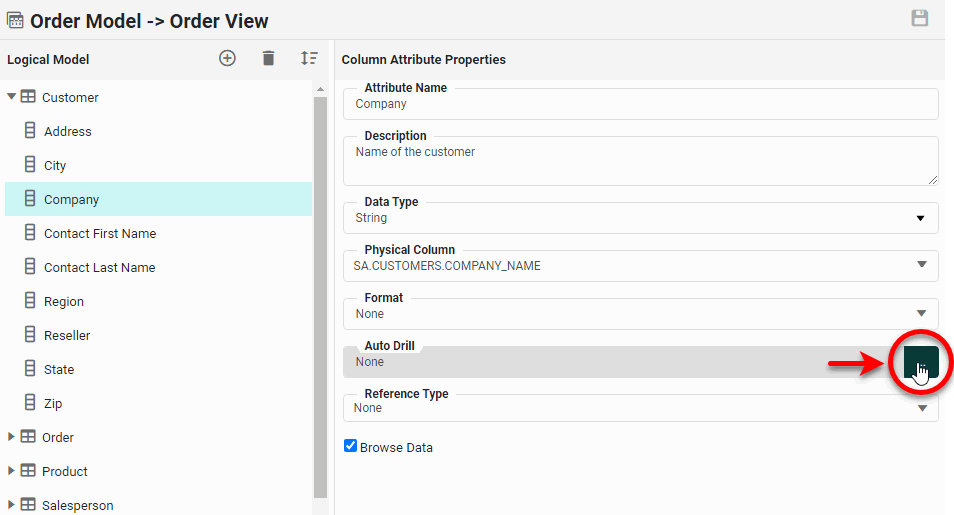 Order Model -> Order View
Logical Model
Customer
Address
City
Company
Contact First Name
Contact Last Name
Region
Reseller
State
Zip
Order
Product
Salesperson
Column Attribute Properties
Attribute Name
Company
Description
Name of the customer
Data Type
String
Physical Column
SA.CUSTOMERS.COMPANY_NAME
Format
None
Auto Drill
None
Reference Type
None
Browse Data